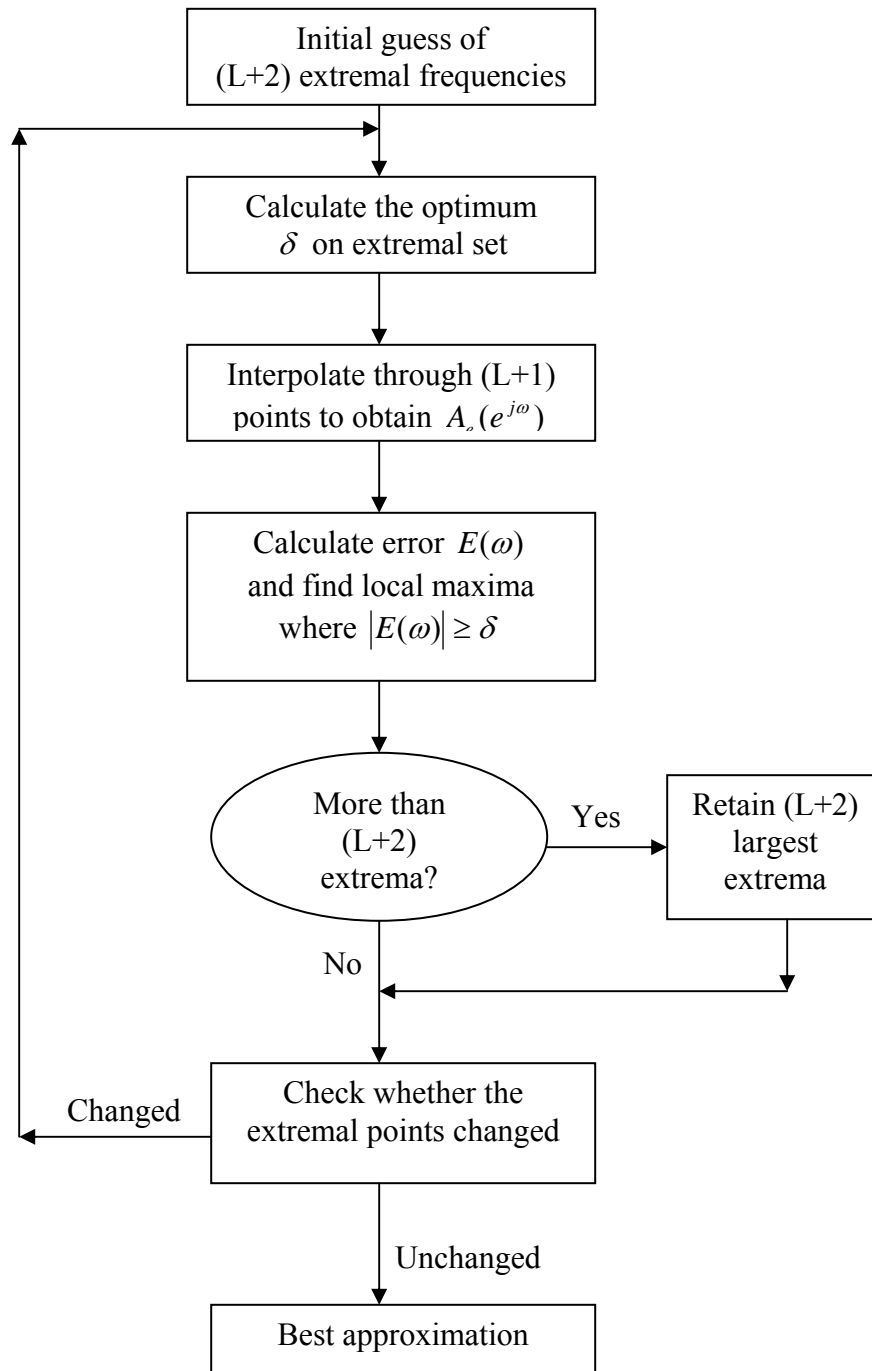 Initial guess of
(L+2) extremal frequencies
Calculate the optimum
δ on extremal set
Interpolate through (L+1)
points to obtain Aₑ(e^{jω})
Calculate error E(ω)
and find local maxima
where |E(ω)| ≥ δ
More than
(L+2)
extrema?
Yes
Retain (L+2)
largest
extrema
No
Check whether the
extremal points changed
Changed
Unchanged
Best approximation